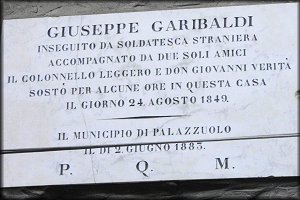 GIUSEPPE GARIBALDI
INSEGUITO DA SOLDATESCA STRANIERA
ACCOMPAGNATO DA DUE SOLI AMICI
IL COLONNELLO LEGGERO E DON GIOVANNI VERITÀ
SOSTÒ PER ALCUNE ORE IN QUESTA CASA
IL GIORNO 24 AGOSTO 1849.
IL MUNICIPIO DI PALAZZUOLO
IL DÌ 2 GIUGNO 1883.
P. Q. M.